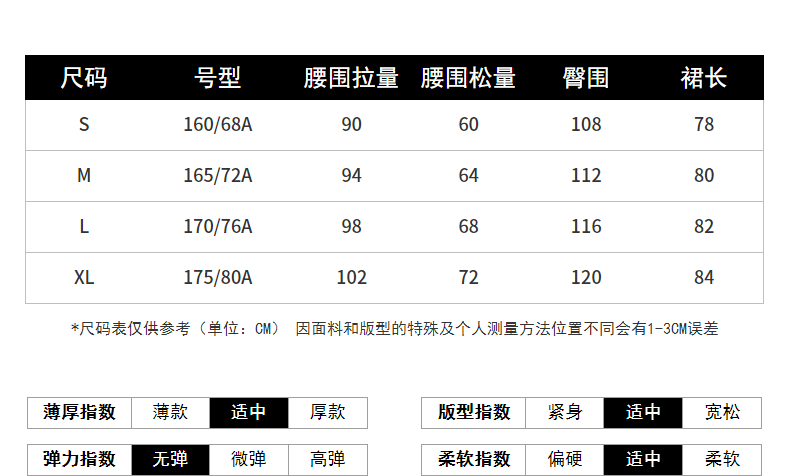 尺码 号型 腰围拉量 腰围松量 臀围 裙长
S 160/68A 90 60 108 78
M 165/72A 94 64 112 80
L 170/76A 98 68 116 82
XL 175/80A 102 72 120 84
*尺码表仅供参考（单位：CM） 因面料和版型的特殊及个人测量方法位置不同会有1-3CM误差
薄厚指数 薄款 适中 厚款 版型指数 紧身 适中 宽松
弹力指数 无弹 微弹 高弹 柔软指数 偏硬 适中 柔软